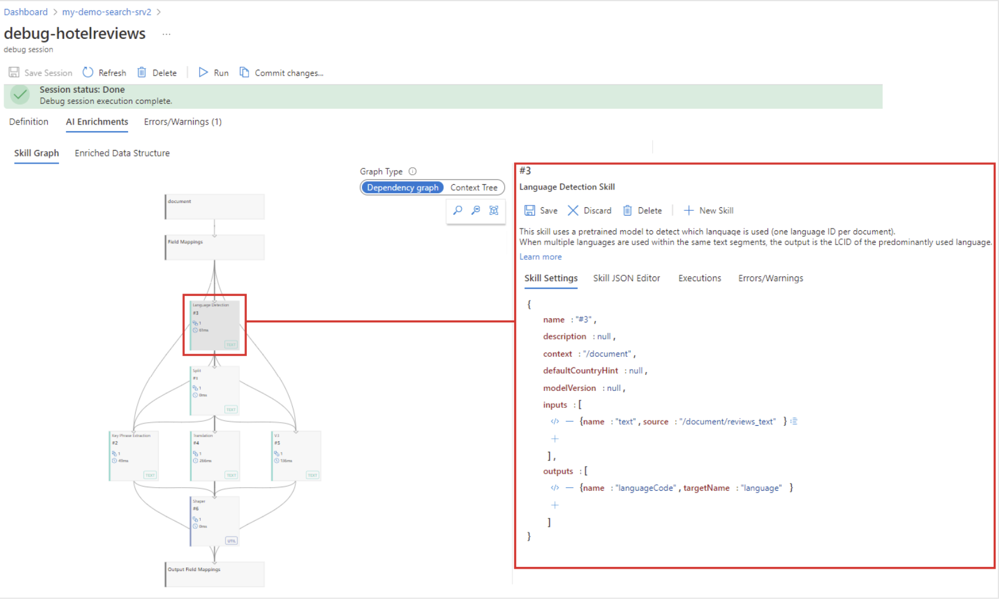 Dashboard > my-demo-search-srv2 >
debug-hotelreviews ...
debug session
Save Session Refresh Delete Run Commit changes...
Session status: Done
Debug session execution complete.
Definition AI Enrichments Errors/Warnings (1)
Skill Graph Enriched Data Structure
Graph Type
Dependency graph Context Tree
document
Field Mappings
Language Detection
#3
1
61ms
TEXT
Split
#1
1
0ms
TEXT
Key Phrase Extraction
#2
1
49ms
TEXT
Translation
#4
1
266ms
TEXT
V3
#5
1
136ms
TEXT
Shaper
#6
1
0ms
UTIL
Output Field Mappings
#3
Language Detection Skill
Save Discard Delete New Skill
This skill uses a pretrained model to detect which language is used (one language ID per document).
When multiple languages are used within the same text segments, the output is the LCID of the predominantly used language.
Learn more
Skill Settings Skill JSON Editor Executions Errors/Warnings
{
name : "#3" ,
description : null ,
context : "/document" ,
defaultCountryHint : null ,
modelVersion : null ,
inputs : [
</> — {name : "text" , source : "/document/reviews_text" }
+
] ,
outputs : [
</> — {name : "languageCode" , targetName : "language" }
+
]
}